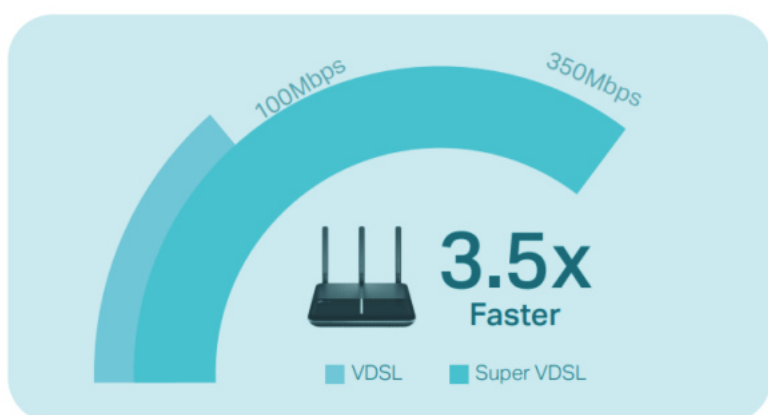 100Mbps
350Mbps
3.5x
Faster
VDSL
Super VDSL